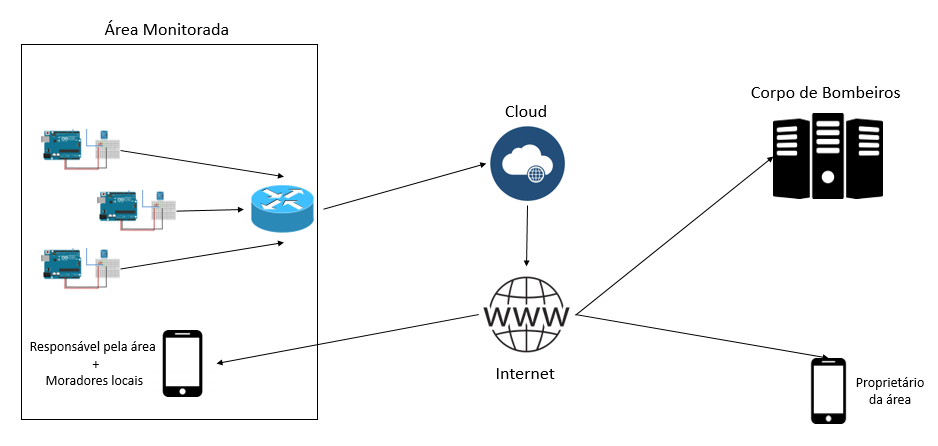 Área Monitorada
Cloud
Corpo de Bombeiros
WWW
Internet
Responsável pela área
+
Moradores locais
Proprietário
da área